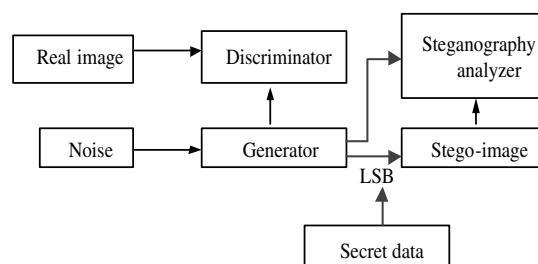 Real image
Discriminator
Steganography
analyzer
Noise
Generator
Stego-image
LSB
Secret data